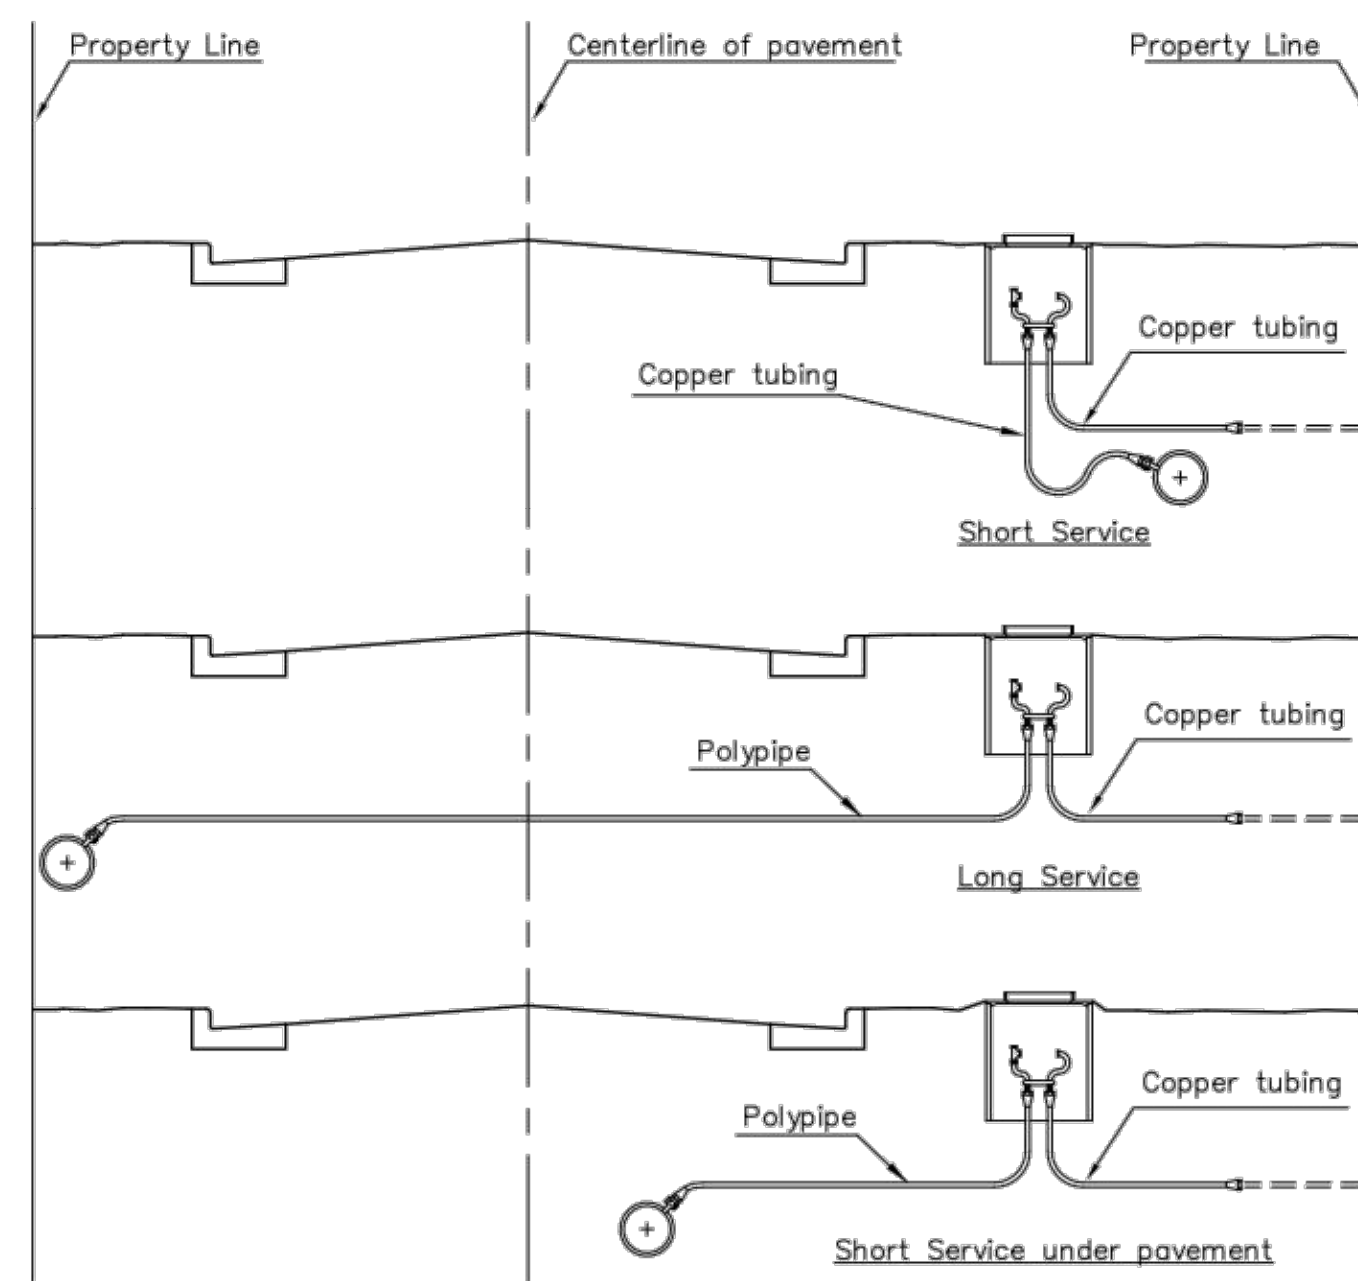 Property Line
Centerline of pavement
Property Line
Copper tubing
Copper tubing
Short Service
Copper tubing
Polypipe
Long Service
Copper tubing
Polypipe
Short Service under pavement